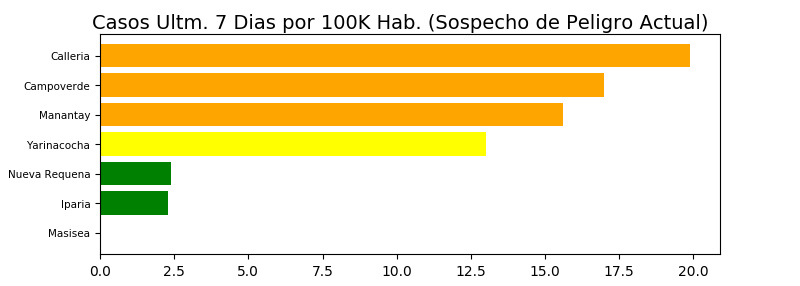 Casos Ultm. 7 Dias por 100K Hab. (Sospecho de Peligro Actual)
Calleria
Campoverde
Manantay
Yarinacocha
Nueva Requena
Iparia
Masisea
0.0 2.5 5.0 7.5 10.0 12.5 15.0 17.5 20.0